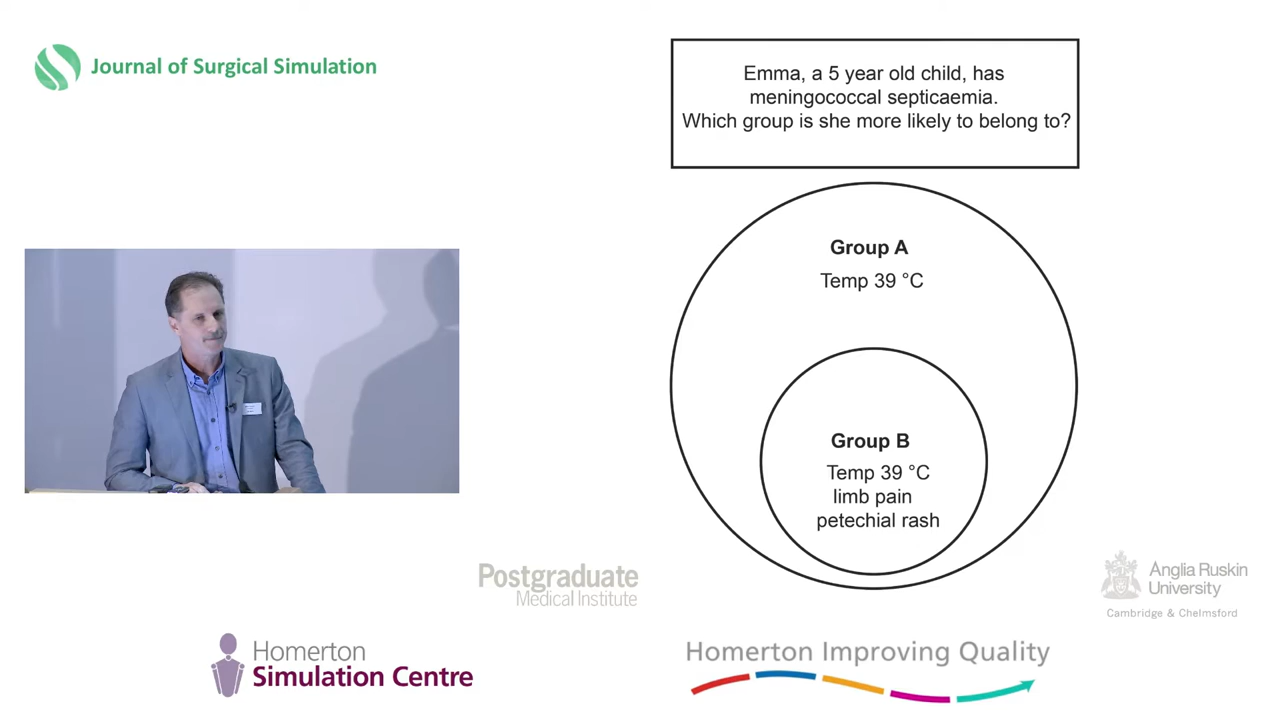 Journal of Surgical Simulation
Emma, a 5 year old child, has
meningococcal septicaemia.
Which group is she more likely to belong to?
Group A
Temp 39 °C
Group B
Temp 39 °C
limb pain
petechial rash
Postgraduate
Medical Institute
Anglia Ruskin
University
Cambridge & Chelmsford
Homerton
Simulation Centre
Homerton Improving Quality